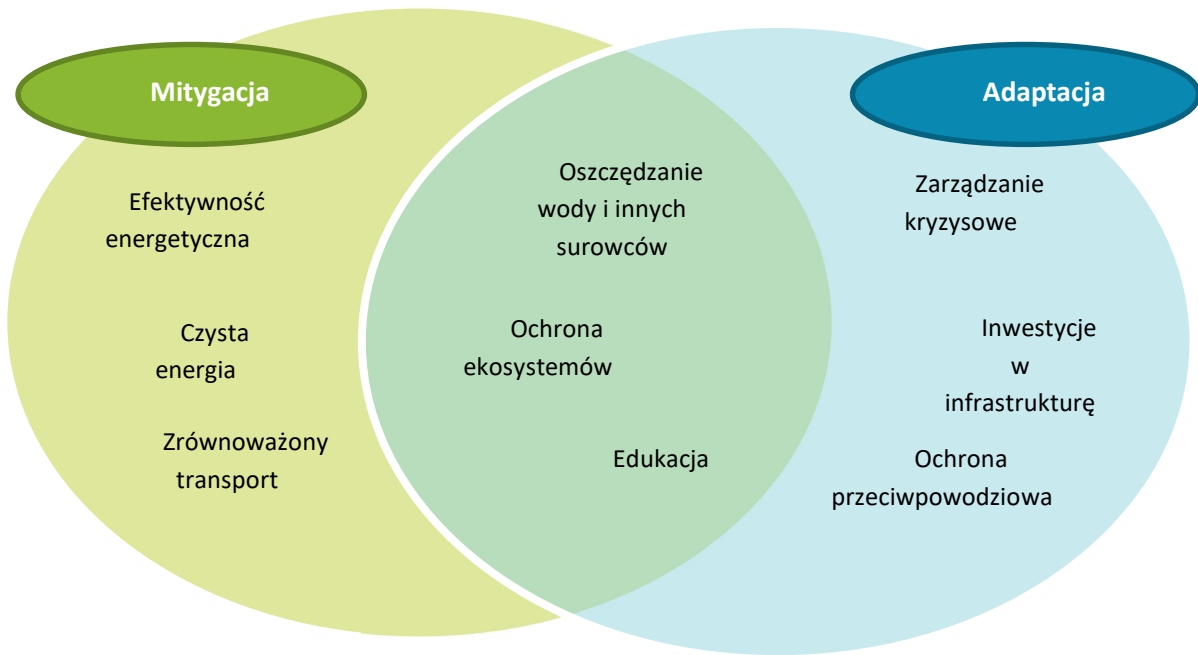 Mitygacja
Adaptacja
Efektywność
energetyczna
Czysta
energia
Zrównoważony
transport
Oszczędzanie
wody i innych
surowców
Ochrona
ekosystemów
Edukacja
Zarządzanie
kryzysowe
Inwestycje
w
infrastrukturę
Ochrona
przeciwpowodziowa